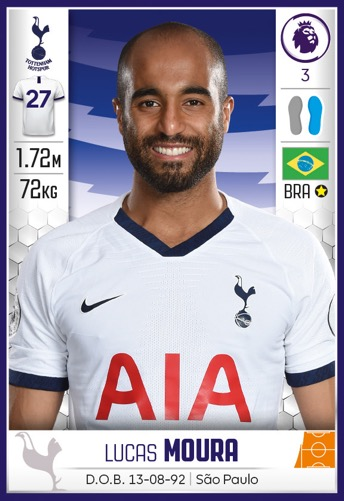 TOTTENHAM
HOTSPUR
27
1.72M
72KG
3
BRA
AIA
LUCAS MOURA
D.O.B. 13-08-92 | São Paulo